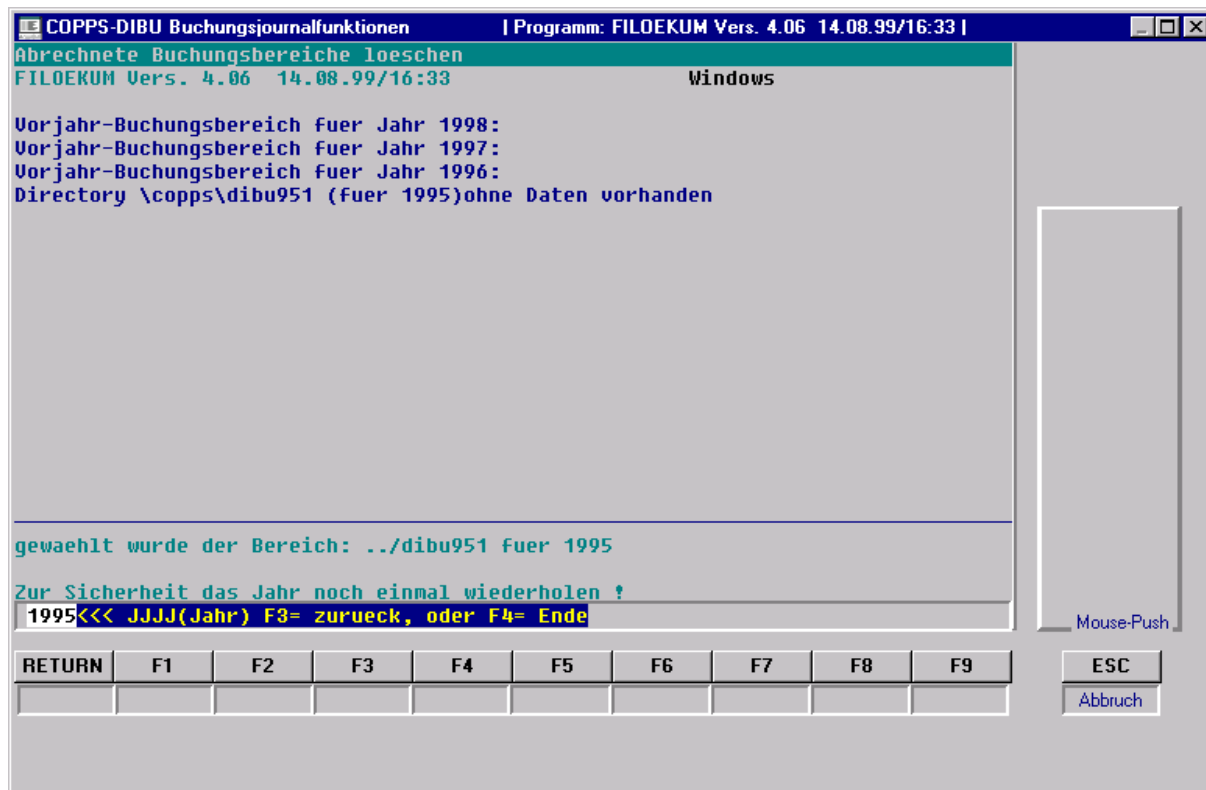 COPPS-DIBU Buchungsjournalfunktionen | Programm: FILOEKUM Vers. 4.06 14.08.99/16:33 |
Abrechnete Buchungsbereiche loeschen
FILOEKUM Vers. 4.06 14.08.99/16:33 Windows
Vorjahr-Buchungsbereich fuer Jahr 1998:
Vorjahr-Buchungsbereich fuer Jahr 1997:
Vorjahr-Buchungsbereich fuer Jahr 1996:
Directory \copps\dibu951 (fuer 1995)ohne Daten vorhanden
gewaehlt wurde der Bereich: ../dibu951 fuer 1995
Zur Sicherheit das Jahr noch einmal wiederholen !
1995<<< JJJJ(Jahr) F3= zurueck, oder F4= Ende
Mouse-Push
RETURN F1 F2 F3 F4 F5 F6 F7 F8 F9 ESC
Abbruch